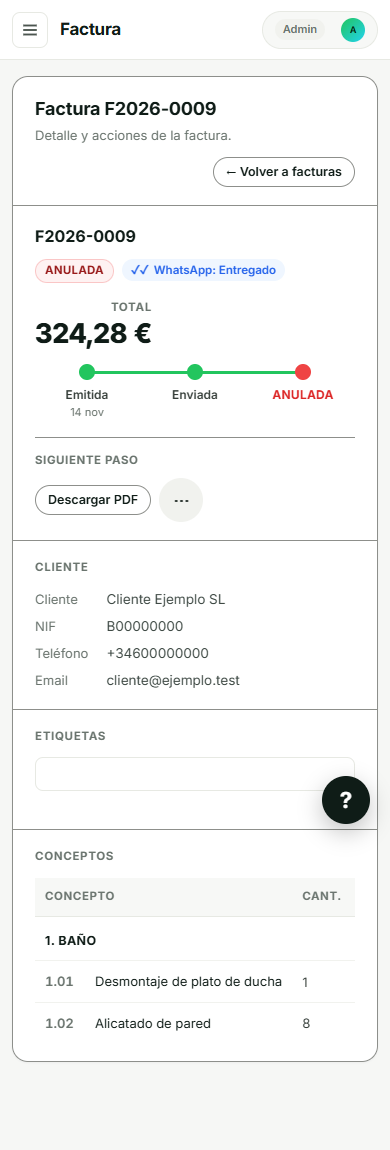 Factura
Admin
A
Factura F2026-0009
Detalle y acciones de la factura.
← Volver a facturas
F2026-0009
ANULADA
✓✓ WhatsApp: Entregado
TOTAL
324,28 €
Emitida
Enviada
ANULADA
14 nov
SIGUIENTE PASO
Descargar PDF
...
CLIENTE
Cliente Cliente Ejemplo SL
NIF B00000000
Teléfono +34600000000
Email cliente@ejemplo.test
ETIQUETAS
?
CONCEPTOS
CONCEPTO CANT.
1. BAÑO
1.01 Desmontaje de plato de ducha 1
1.02 Alicatado de pared 8